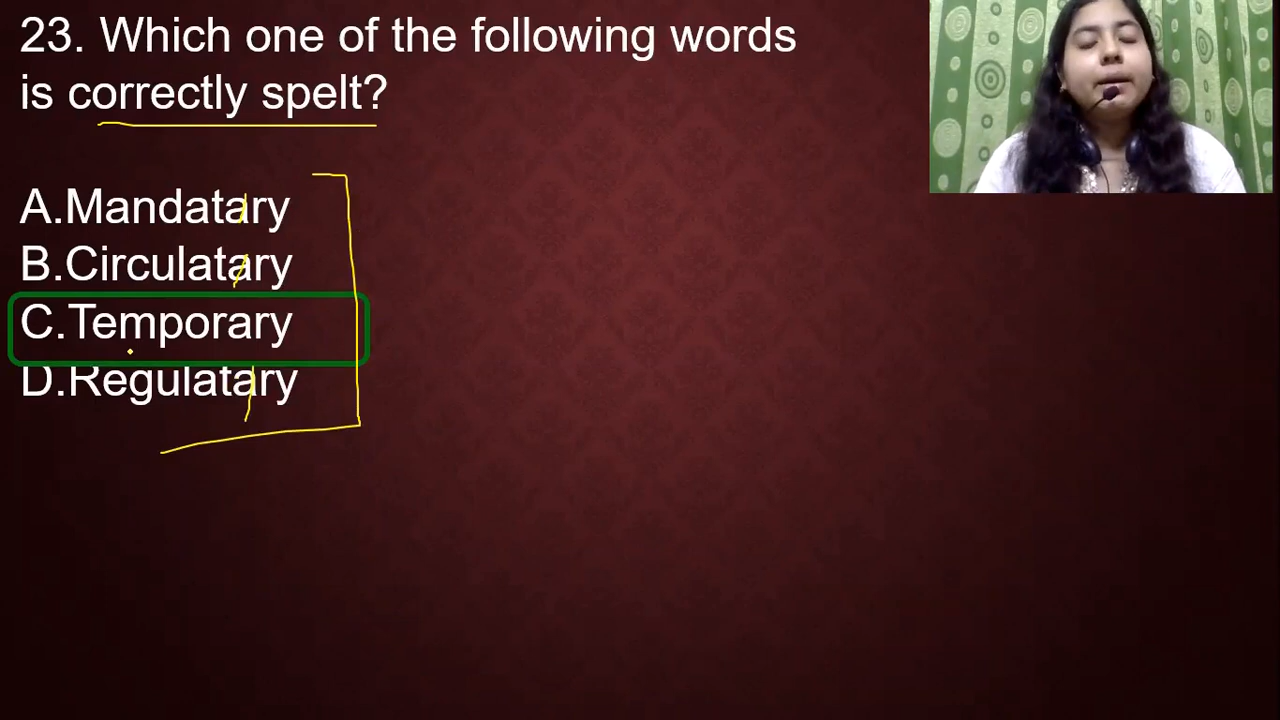 23. Which one of the following words
is correctly spelt?
A.Mandatary
B.Circulatary
C.Temporary
D.Regulatary